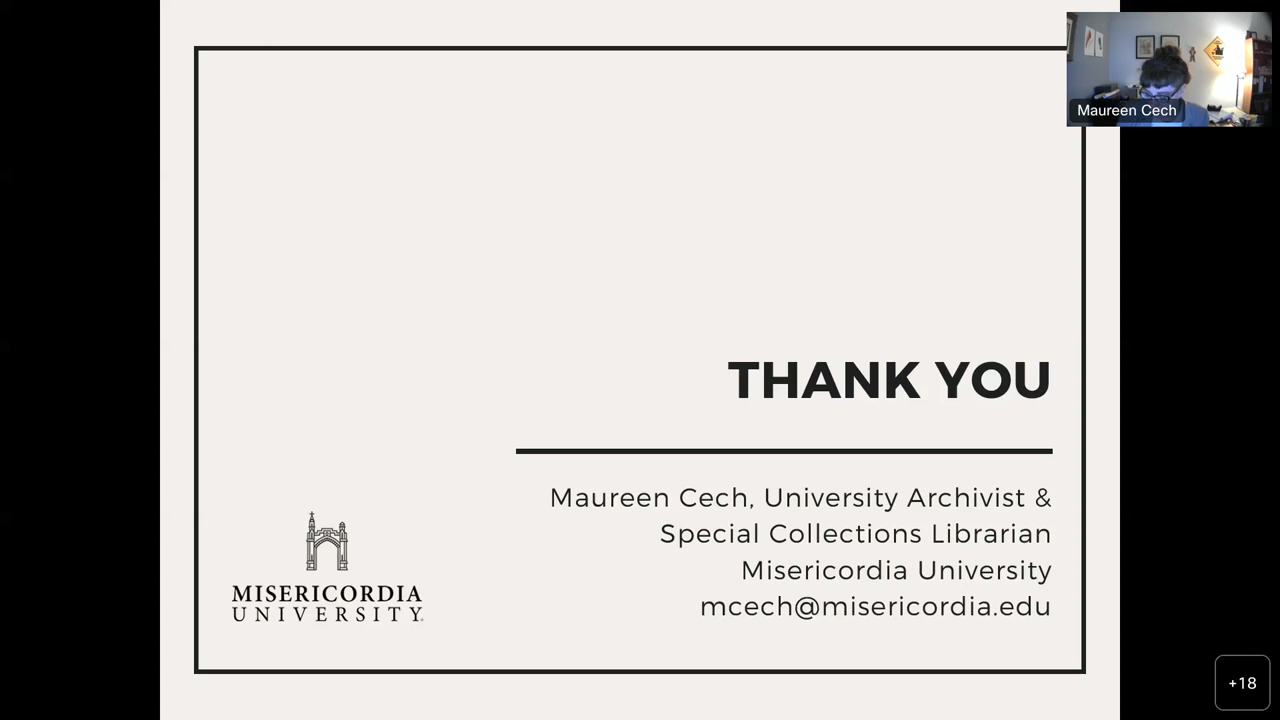 Maureen Cech
THANK YOU
Maureen Cech, University Archivist &
Special Collections Librarian
Misericordia University
mcech@misericordia.edu
MISERICORDIA
UNIVERSITY
+18